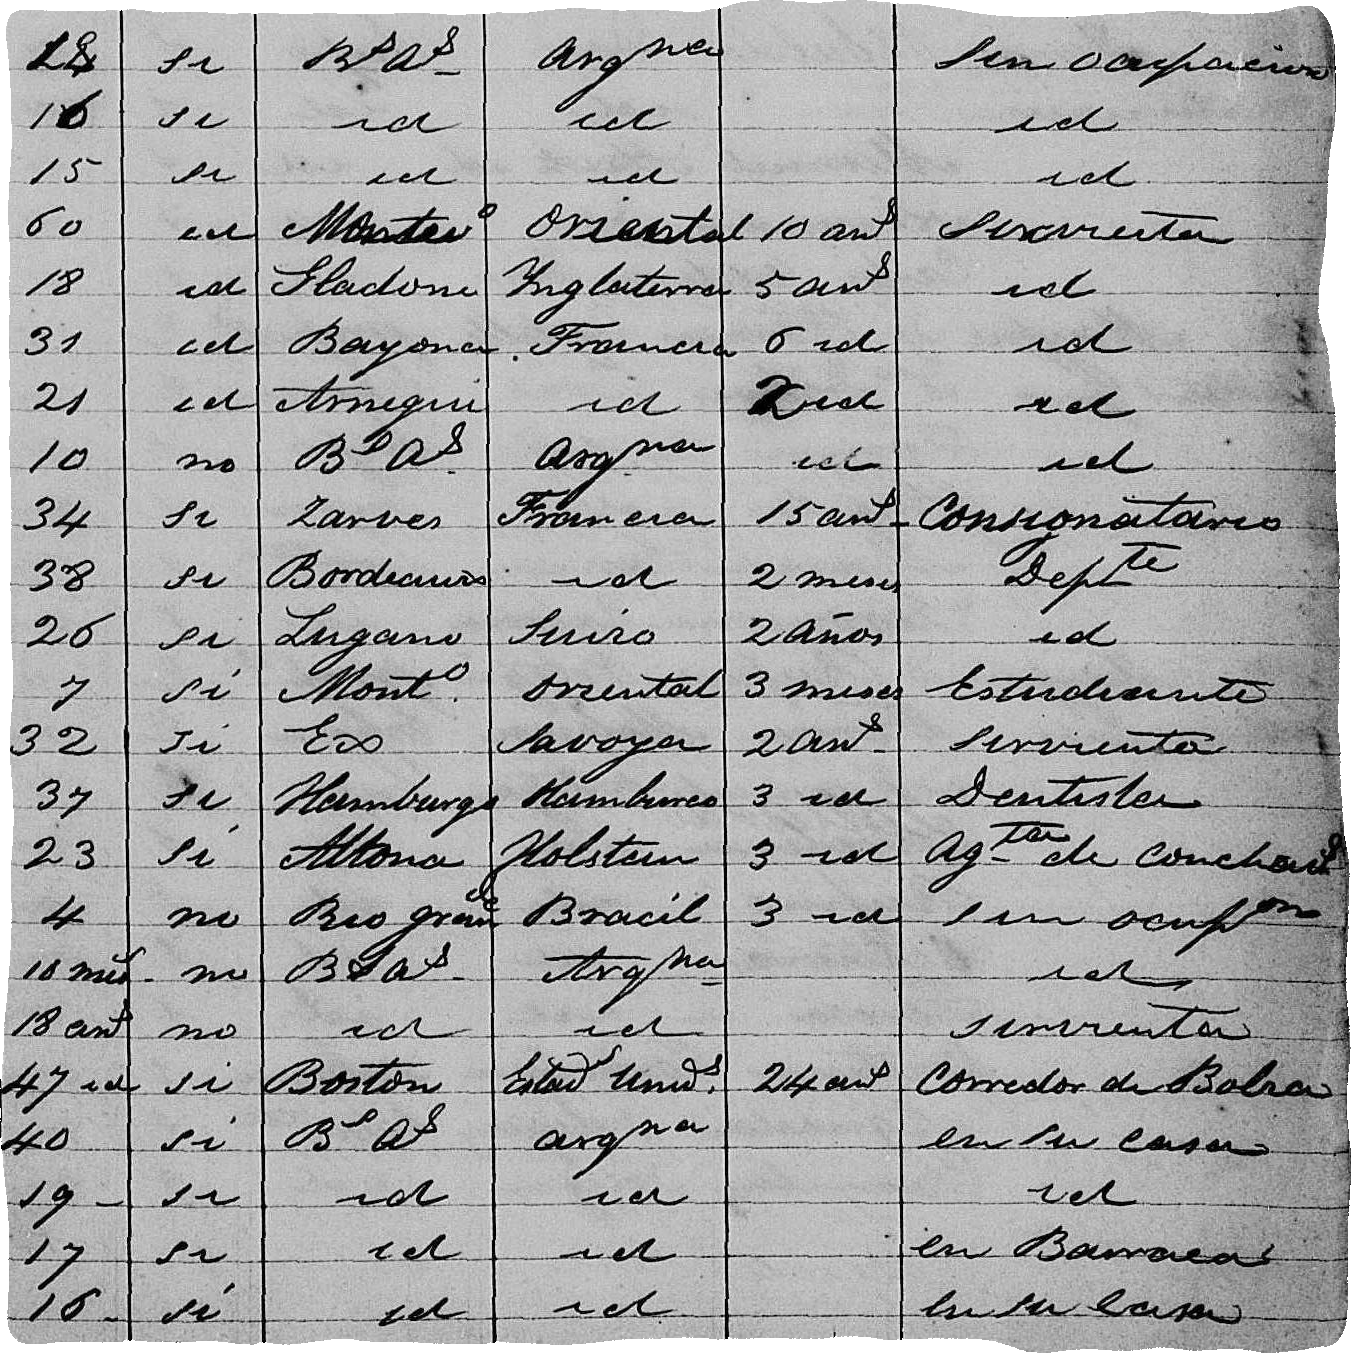 si Bs As Argna Sin ocupacion
16 si id id id
15 si id id id
60 id Montevo Oriental 10 ans Sirvienta
18 id Gladone Inglaterra 5 ans id
31 id Bayona Francia 6 id id
21 id Arnegui id 2 id id
10 no Bs As Argna id id
34 si Zarves Francia 15 ans Consignatario
38 si Bordeaux id 2 meses Depte
26 si Lugano Suizo 2 años id
7 si Monto. Oriental 3 meses Estudiante
32 si Ex Savoya 2 ans Sirvienta
37 si Hamburgo Hamburgo 3 id Dentista
23 si Altona Holstein 3 id Agta de
4 no Rio grande Bracil 3 id Sin ocupon
10 mes no Bs As Argna id
18 ans no id id Sirvienta
47 id si Boston Estads Unids. 24 ans Corredor de Bolsa
40 si Bs As Argna en su casa
19 si id id id
17 si id id en Barraca
16 si id id en su casa